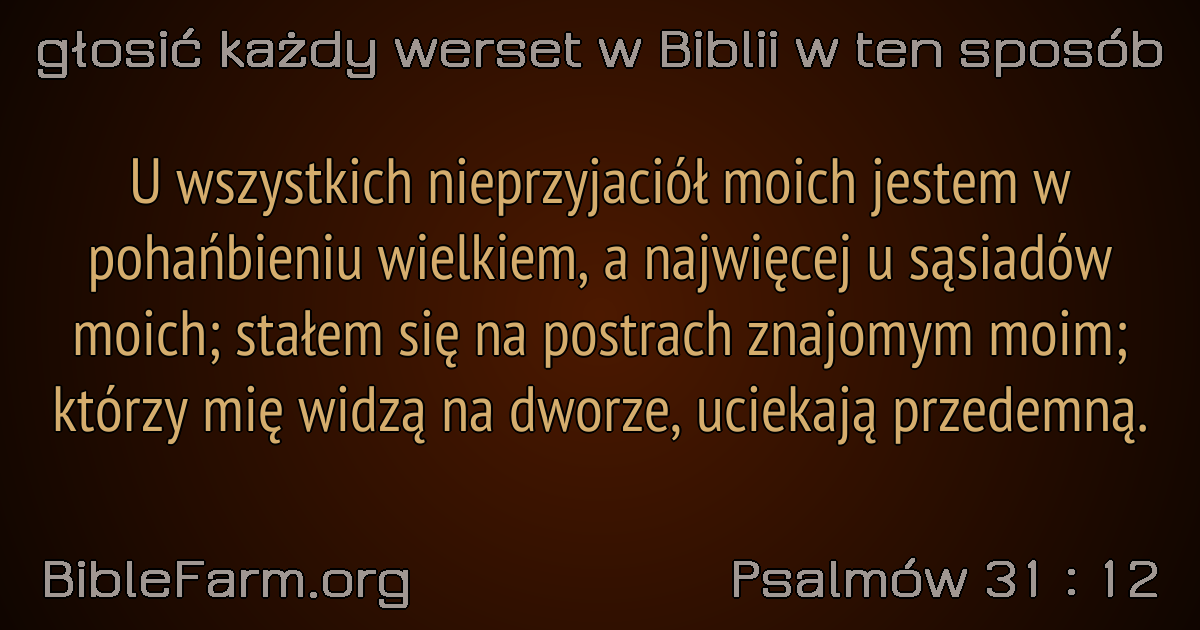 głosić każdy werset w Biblii w ten sposób
U wszystkich nieprzyjaciół moich jestem w
pohańbieniu wielkiem, a najwięcej u sąsiadów
moich; stałem się na postrach znajomym moim;
którzy mię widzą na dworze, uciekają przedemną.
BibleFarm.org
Psalmów 31 : 12